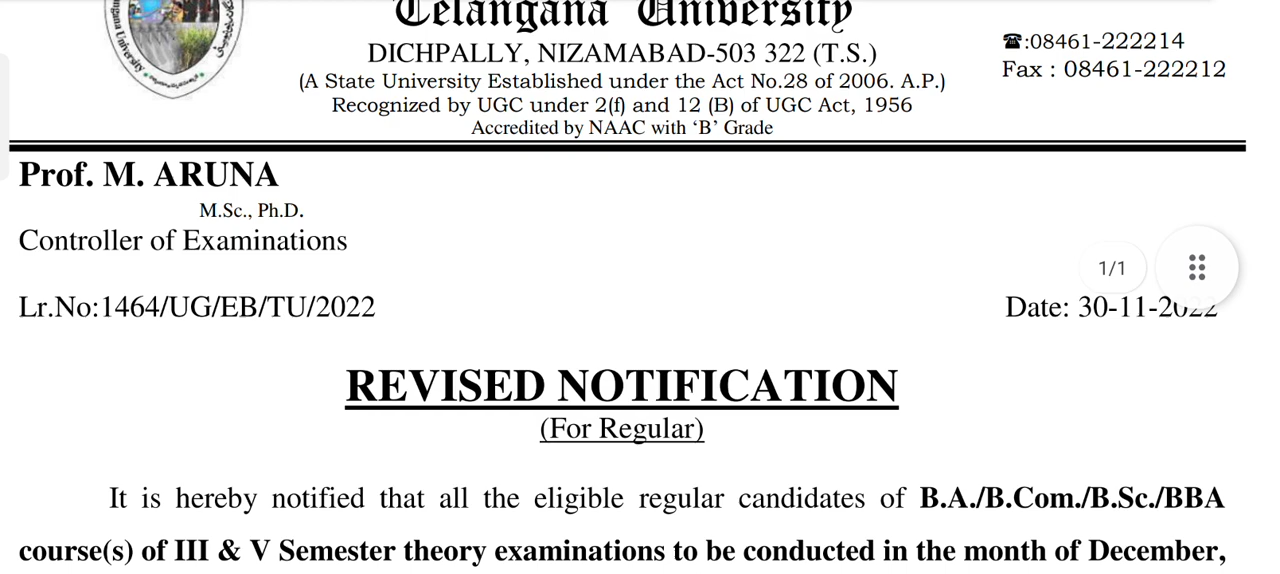 Telangana University
DICHPALLY, NIZAMABAD-503 322 (T.S.)
(A State University Established under the Act No.28 of 2006. A.P.)
Recognized by UGC under 2(f) and 12 (B) of UGC Act, 1956
Accredited by NAAC with ‘B’ Grade
☎:08461-222214
Fax : 08461-222212
Prof. M. ARUNA
M.Sc., Ph.D.
Controller of Examinations
1/1
Lr.No:1464/UG/EB/TU/2022
Date: 30-11-2022
REVISED NOTIFICATION
(For Regular)
It is hereby notified that all the eligible regular candidates of B.A./B.Com./B.Sc./BBA
course(s) of III & V Semester theory examinations to be conducted in the month of December,